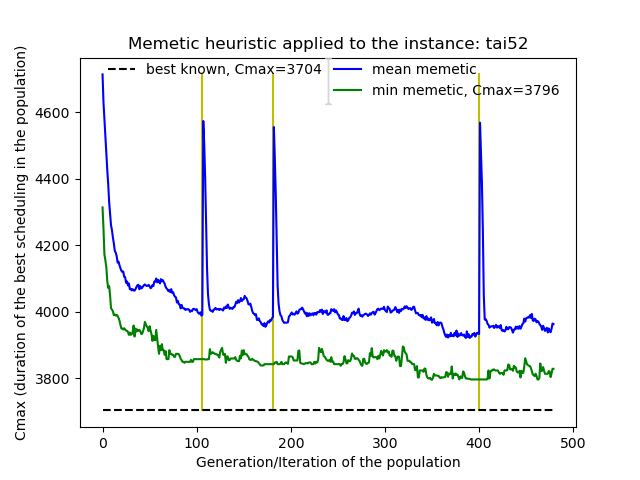 Memetic heuristic applied to the instance: tai52
best known, Cmax=3704
mean memetic
min memetic, Cmax=3796
Cmax (duration of the best scheduling in the population)
4600
4400
4200
4000
3800
0
100
200
300
400
500
Generation/Iteration of the population